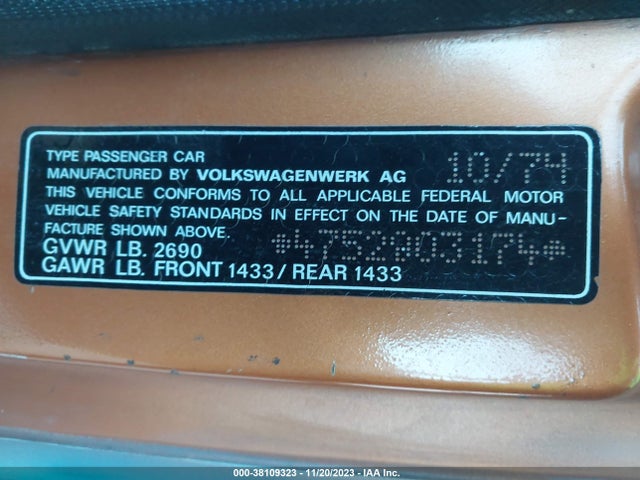 TYPE PASSENGER CAR
MANUFACTURED BY VOLKSWAGENWERK AG 10/74
THIS VEHICLE CONFORMS TO ALL APPLICABLE FEDERAL MOTOR
VEHICLE SAFETY STANDARDS IN EFFECT ON THE DATE OF MANU-
FACTURE SHOWN ABOVE.
GVWR LB. 2690
GAWR LB. FRONT 1433/ REAR 1433
000-38109323 - 11/20/2023 - IAA Inc.